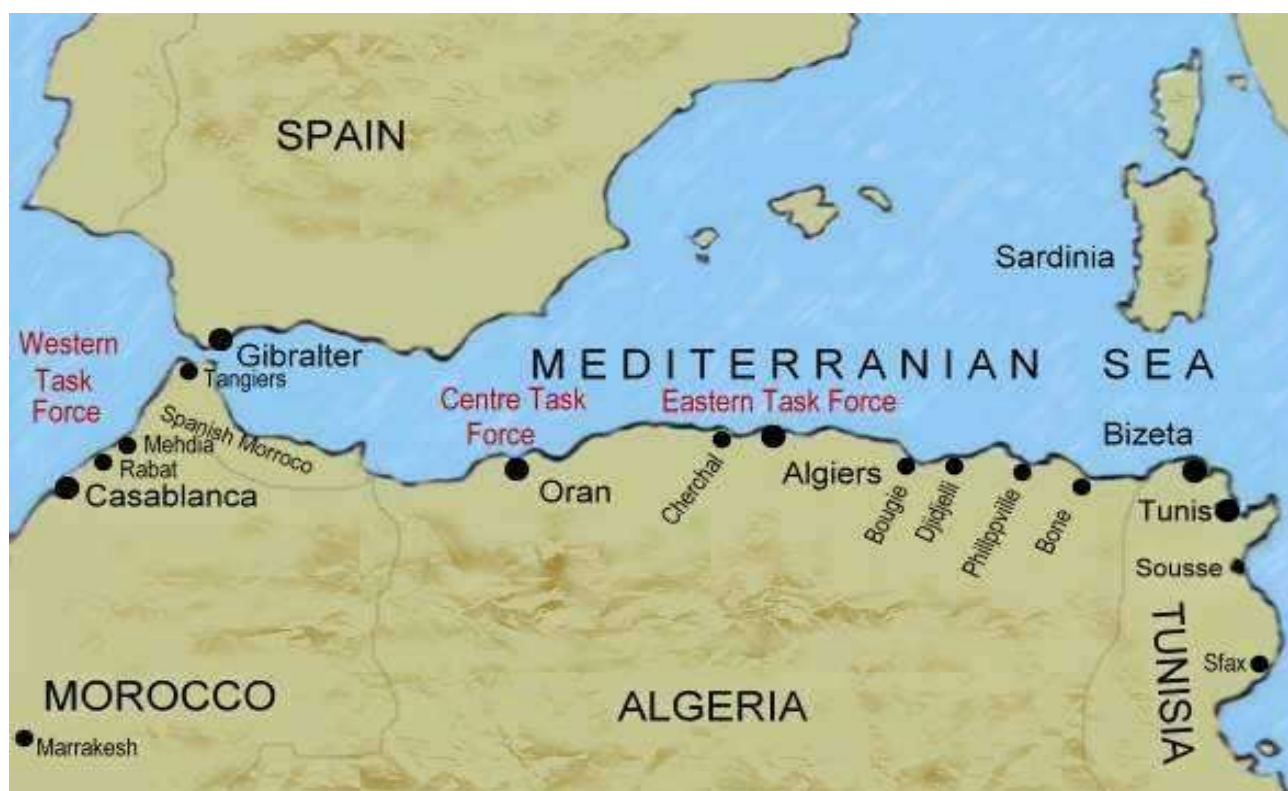 SPAIN
Sardinia
Western
Task
Force
Gibralter
Tangiers
MEDITERRANIAN SEA
Centre Task
Force
Eastern Task Force
Spanish Morroco
Mehdia
Rabat
Casablanca
Oran
Cherchal
Algiers
Bougie
Djidjelli
Philppville
Bone
Bizeta
Tunis
Sousse
Sfax
TUNISIA
MOROCCO
ALGERIA
Marrakesh